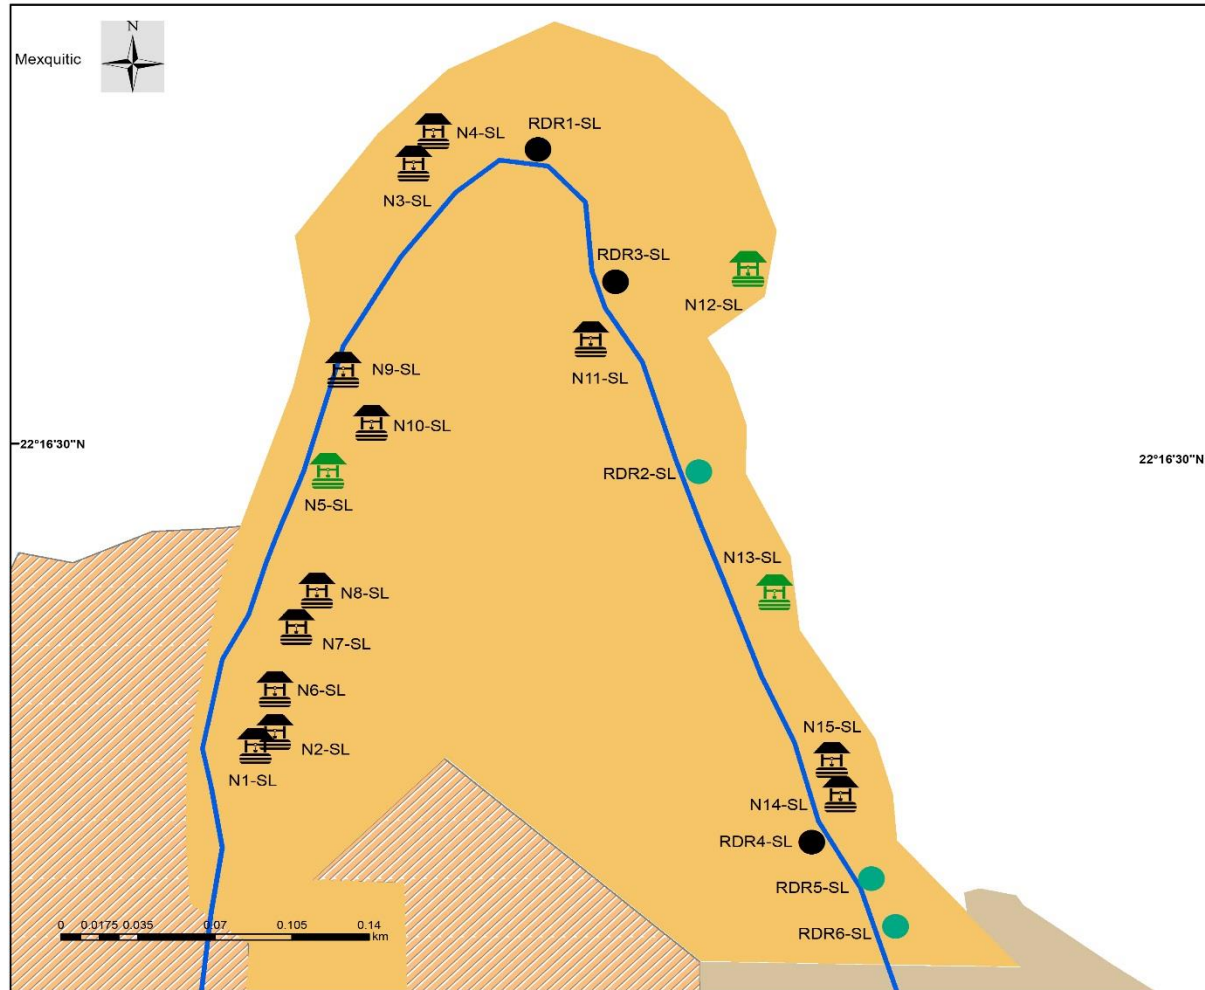 N
Mexquitic
RDR1-SL
N4-SL
N3-SL
RDR3-SL
N12-SL
N9-SL
N11-SL
N10-SL
22°16'30"N
22°16'30"N
RDR2-SL
N5-SL
N13-SL
N8-SL
N7-SL
N6-SL
N15-SL
N2-SL
N1-SL
N14-SL
RDR4-SL
RDR5-SL
0 0.0175 0.035 0.07 0.105 0.14
km
RDR6-SL